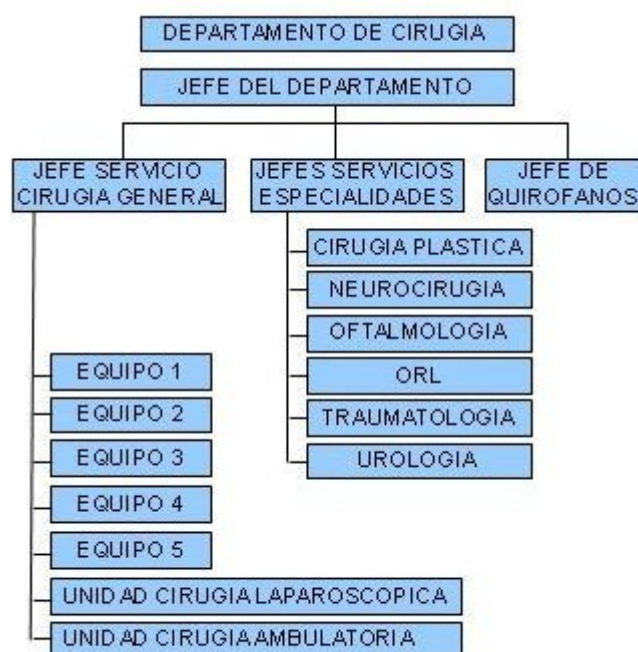 DEPARTAMENTO DE CIRUGIA
JEFE DEL DEPARTAMENTO
JEFE SERVICIO
CIRUGIA GENERAL
JEFES SERVICIOS
ESPECIALIDADES
JEFE DE
QUIROFANOS
CIRUGIA PLASTICA
NEUROCIRUGIA
OFTALMOLOGIA
ORL
TRAUMATOLOGIA
UROLOGIA
EQUIPO 1
EQUIPO 2
EQUIPO 3
EQUIPO 4
EQUIPO 5
UNIDAD CIRUGIA LAPAROSCOPICA
UNIDAD CIRUGIA AMBULATORIA